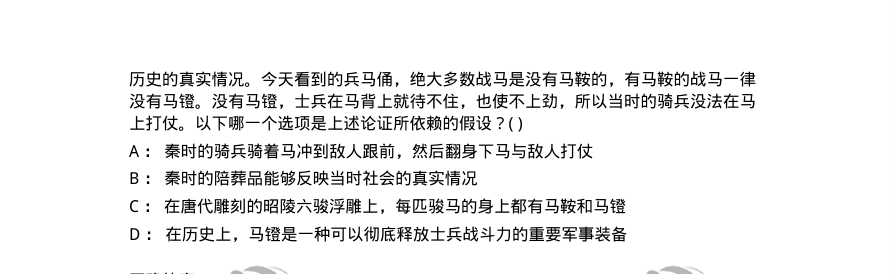 历史的真实情况。今天看到的兵马俑，绝大多数战马是没有马鞍的，有马鞍的战马一律
没有马镫。没有马镫，士兵在马背上就待不住，也使不上劲，所以当时的骑兵没法在马
上打仗。以下哪一个选项是上述论证所依赖的假设？( )
A： 秦时的骑兵骑着马冲到敌人跟前，然后翻身下马与敌人打仗
B： 秦时的陪葬品能够反映当时社会的真实情况
C： 在唐代雕刻的昭陵六骏浮雕上，每匹骏马的身上都有马鞍和马镫
D： 在历史上，马镫是一种可以彻底释放士兵战斗力的重要军事装备